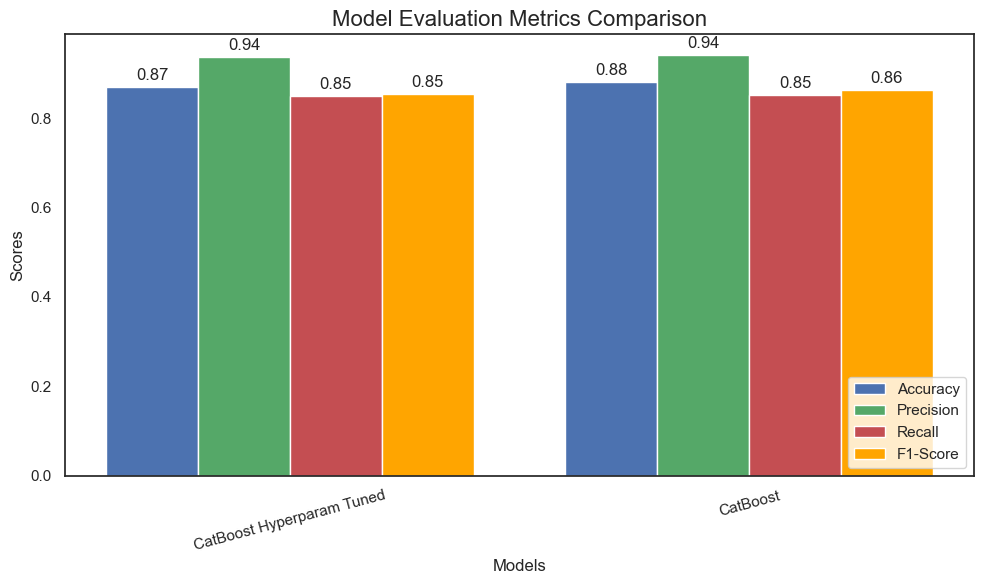 Model Evaluation Metrics Comparison
0.87
0.94
0.85
0.85
0.88
0.94
0.85
0.86
Scores
0.8
0.6
0.4
0.2
0.0
Accuracy
Precision
Recall
F1-Score
CatBoost Hyperparam Tuned
CatBoost
Models